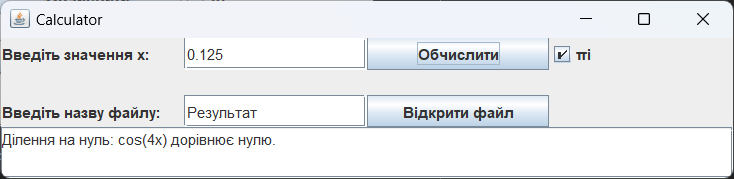 Calculator
Введіть значення x: 0.125 Обчислити πі
Введіть назву файлу: Результат Відкрити файл
Ділення на нуль: cos(4x) дорівнює нулю.